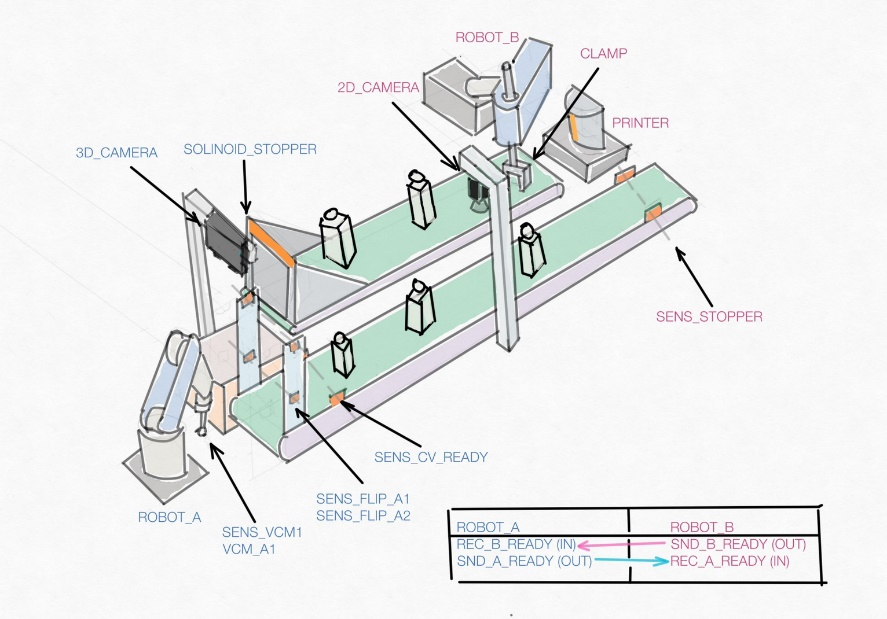 ROBOT_B
CLAMP
2D_CAMERA
PRINTER
3D_CAMERA
SOLINOID_STOPPER
SENS_STOPPER
SENS_CV_READY
SENS_FLIP_A1
SENS_FLIP_A2
ROBOT_A
SENS_VCM1
VCM_A1
ROBOT_A ROBOT_B
REC_B_READY (IN) SND_B_READY (OUT)
SND_A_READY (OUT) REC_A_READY (IN)